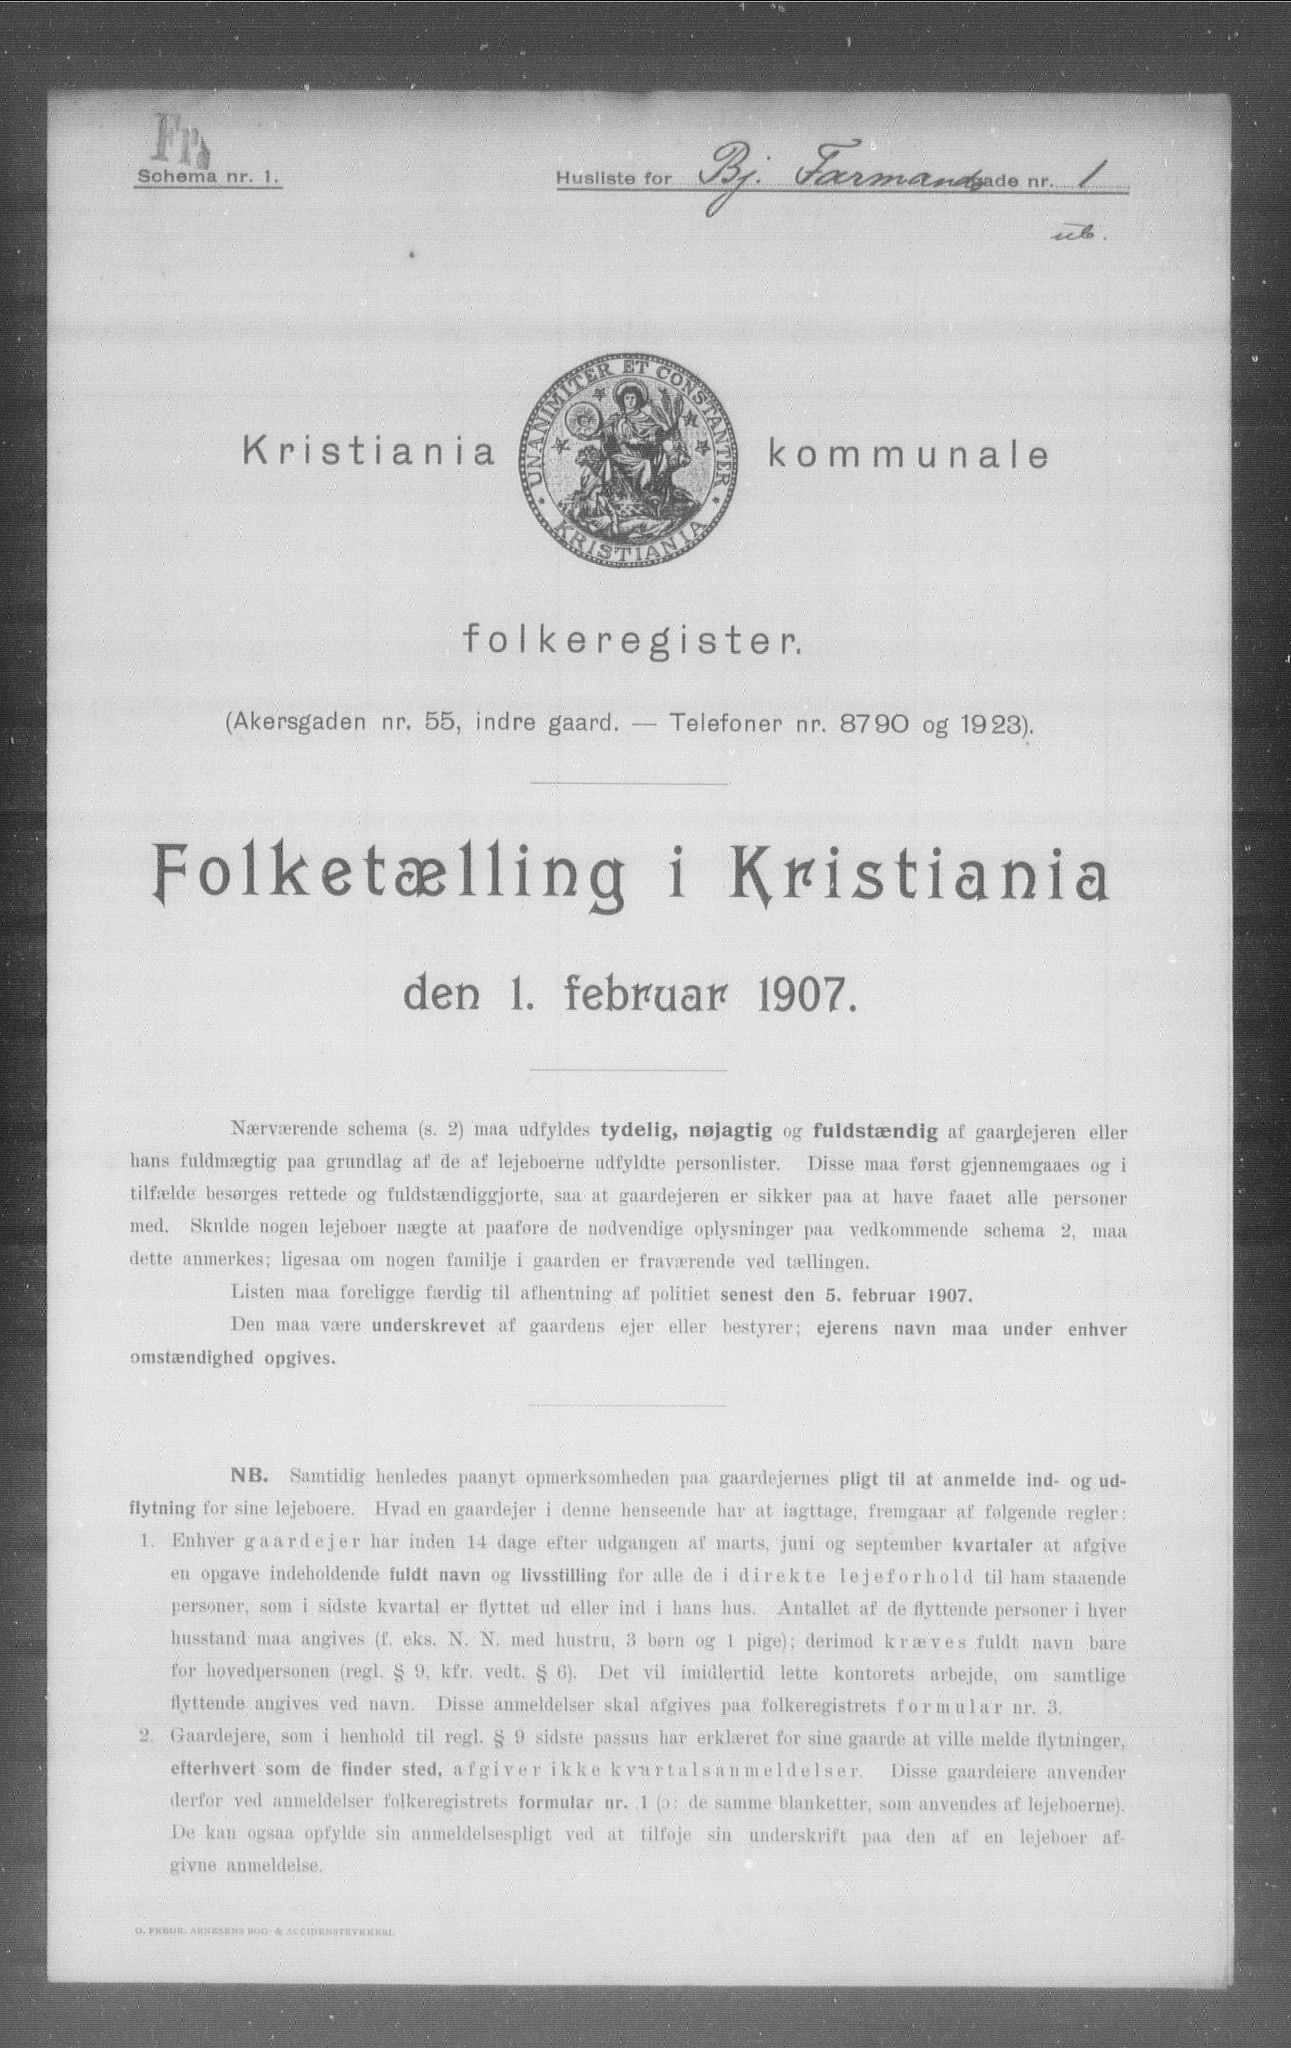 Fra
Schema nr. 1.
Husliste for Bj. Farmands gade nr. 1
ub.
UNANIMITER ET CONSTANTER
KRISTIANIA
Kristiania kommunale
folkeregister.
(Akersgaden nr. 55, indre gaard. — Telefoner nr. 8790 og 1923).
Folketælling i Kristiania
den 1. februar 1907.
Nærværende schema (s. 2) maa udfyldes tydelig, nøjagtig og fuldstændig af gaardejeren eller
hans fuldmægtig paa grundlag af de af lejeboerne udfyldte personlister. Disse maa først gjennemgaaes og i
tilfælde besørges rettede og fuldstændiggjorte, saa at gaardejeren er sikker paa at have faaet alle personer
med. Skulde nogen lejeboer nægte at paaføre de nødvendige oplysninger paa vedkommende schema 2, maa
dette anmerkes; ligesaa om nogen familje i gaarden er fraværende ved tællingen.
Listen maa foreligge færdig til afhentning af politiet senest den 5. februar 1907.
Den maa være underskrevet af gaardens ejer eller bestyrer; ejerens navn maa under enhver
omstændighed opgives.
NB. Samtidig henledes paanyt opmerksomheden paa gaardejernes pligt til at anmelde ind- og ud-
flytning for sine lejeboere. Hvad en gaardejer i denne henseende har at iagttage, fremgaar af følgende regler:
1. Enhver gaardejer har inden 14 dage efter udgangen af marts, juni og september kvartaler at afgive
en opgave indeholdende fuldt navn og livsstilling for alle de i direkte lejeforhold til ham staaende
personer, som i sidste kvartal er flyttet ud eller ind i hans hus. Antallet af de flyttende personer i hver
husstand maa angives (f. eks. N. N. med hustru, 3 børn og 1 pige); derimod kræves fuldt navn bare
for hovedpersonen (regl. § 9, kfr. vedt. § 6). Det vil imidlertid lette kontorets arbejde, om samtlige
flyttende angives ved navn. Disse anmeldelser skal afgives paa folkeregistrets formular nr. 3.
2. Gaardejere, som i henhold til regl. § 9 sidste passus har erklæret for sine gaarde at ville melde flytninger,
efterhvert som de finder sted, afgiver ikke kvartalsanmeldelser. Disse gaardeiere anvender
derfor ved anmeldelser folkeregistrets formular nr. 1 (ɔ: de samme blanketter, som anvendes af lejeboerne).
De kan ogsaa opfylde sin anmeldelsespligt ved at tilføje sin underskrift paa den af en lejeboer af-
givne anmeldelse.
O. FREDR. ARNESENS BOG- & ACCIDENSTRYKKERI.